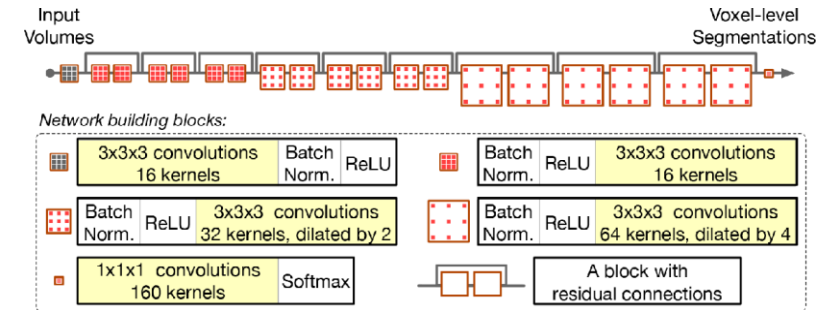 Input
Volumes
Voxel-level
Segmentations
Network building blocks:
3x3x3 convolutions
16 kernels
Batch
Norm.
ReLU
Batch
Norm.
ReLU
3x3x3 convolutions
16 kernels
Batch
Norm.
ReLU
3x3x3 convolutions
32 kernels, dilated by 2
Batch
Norm.
ReLU
3x3x3 convolutions
64 kernels, dilated by 4
1x1x1 convolutions
160 kernels
Softmax
A block with
residual connections